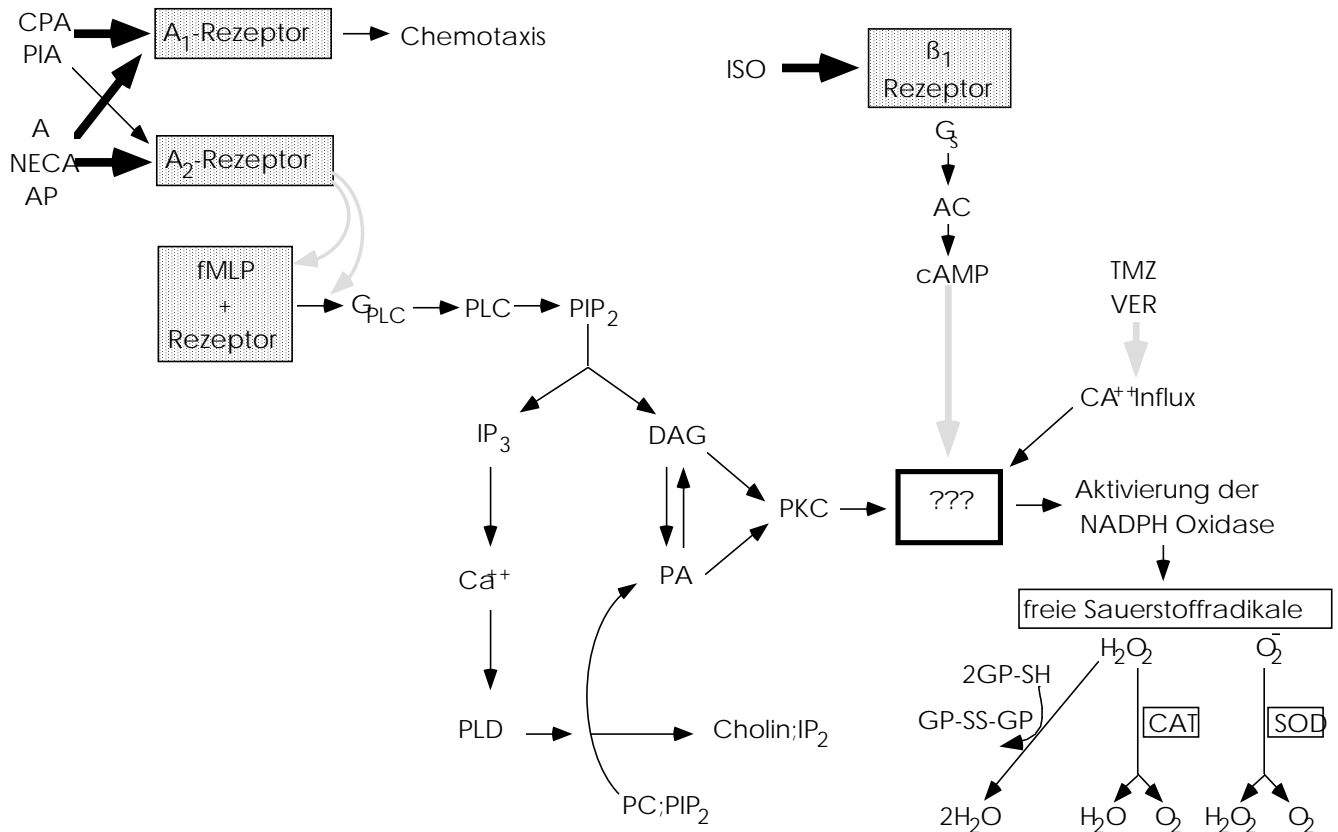 CPA
PIA
A₁-Rezeptor
Chemotaxis
A
NECA
AP
A₂-Rezeptor
fMLP
+
Rezeptor
G_PLC
PLC
PIP₂
IP₃
DAG
Ca⁺⁺
PA
PKC
PLD
Cholin;IP₂
PC;PIP₂
ISO
ß₁
Rezeptor
Gₛ
AC
cAMP
TMZ
VER
CA⁺⁺Influx
???
Aktivierung der
NADPH Oxidase
freie Sauerstoffradikale
H₂O₂
O₂⁻
2GP-SH
GP-SS-GP
CAT
SOD
2H₂O
H₂O
O₂
H₂O₂
O₂